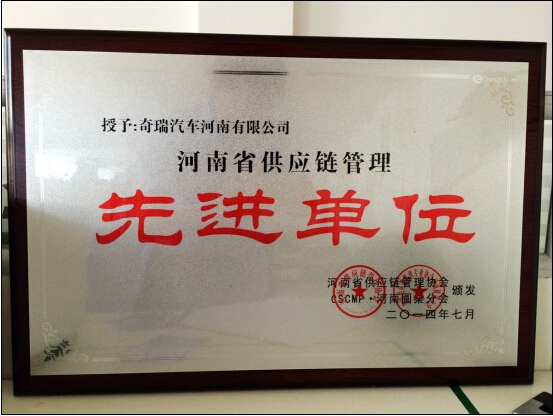 授予:奇瑞汽车河南有限公司
河南省供应链管理
先进单位
河南省供应链管理协会
CSCMP·河南圆桌分会
颁发
二〇一四年七月